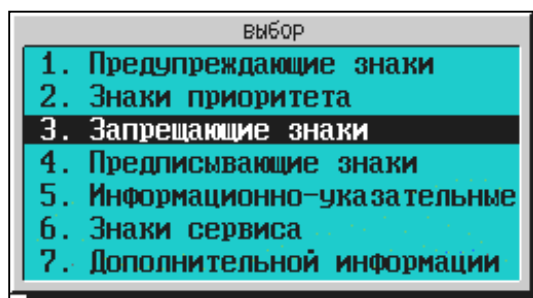 выбор
1. Предупреждающие знаки
2. Знаки приоритета
3. Запрещающие знаки
4. Предписывающие знаки
5. Информационно-указательные
6. Знаки сервиса
7. Дополнительной информации